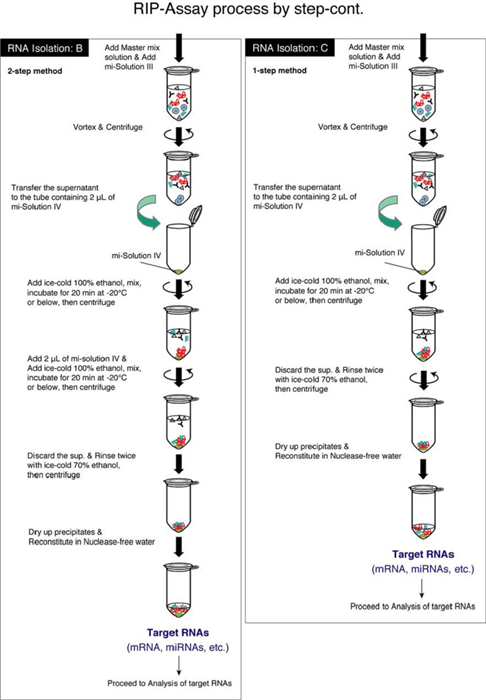 RIP-Assay process by step-cont.
RNA Isolation: B
2-step method
Add Master mix
solution & Add
mi-Solution III
Vortex & Centrifuge
Transfer the supernatant
to the tube containing 2 µL of
mi-Solution IV
mi-Solution IV
Add ice-cold 100% ethanol, mix,
incubate for 20 min at -20°C
or below, then centrifuge
Add 2 µL of mi-solution IV &
Add ice-cold 100% ethanol, mix,
incubate for 20 min at -20°C
or below, then centrifuge
Discard the sup. & Rinse twice
with ice-cold 70% ethanol,
then centrifuge
Dry up precipitates &
Reconstitute in Nuclease-free water
Target RNAs
(mRNA, miRNAs, etc.)
Proceed to Analysis of target RNAs
RNA Isolation: C
1-step method
Add Master mix
solution & Add
mi-Solution III
Vortex & Centrifuge
Transfer the supernatant
to the tube containing 2 µL of
mi-Solution IV
mi-Solution IV
Add ice-cold 100% ethanol, mix,
incubate for 20 min at -20°C
or below, then centrifuge
Discard the sup. & Rinse twice
with ice-cold 70% ethanol,
then centrifuge
Dry up precipitates &
Reconstitute in Nuclease-free water
Target RNAs
(mRNA, miRNAs, etc.)
Proceed to Analysis of target RNAs